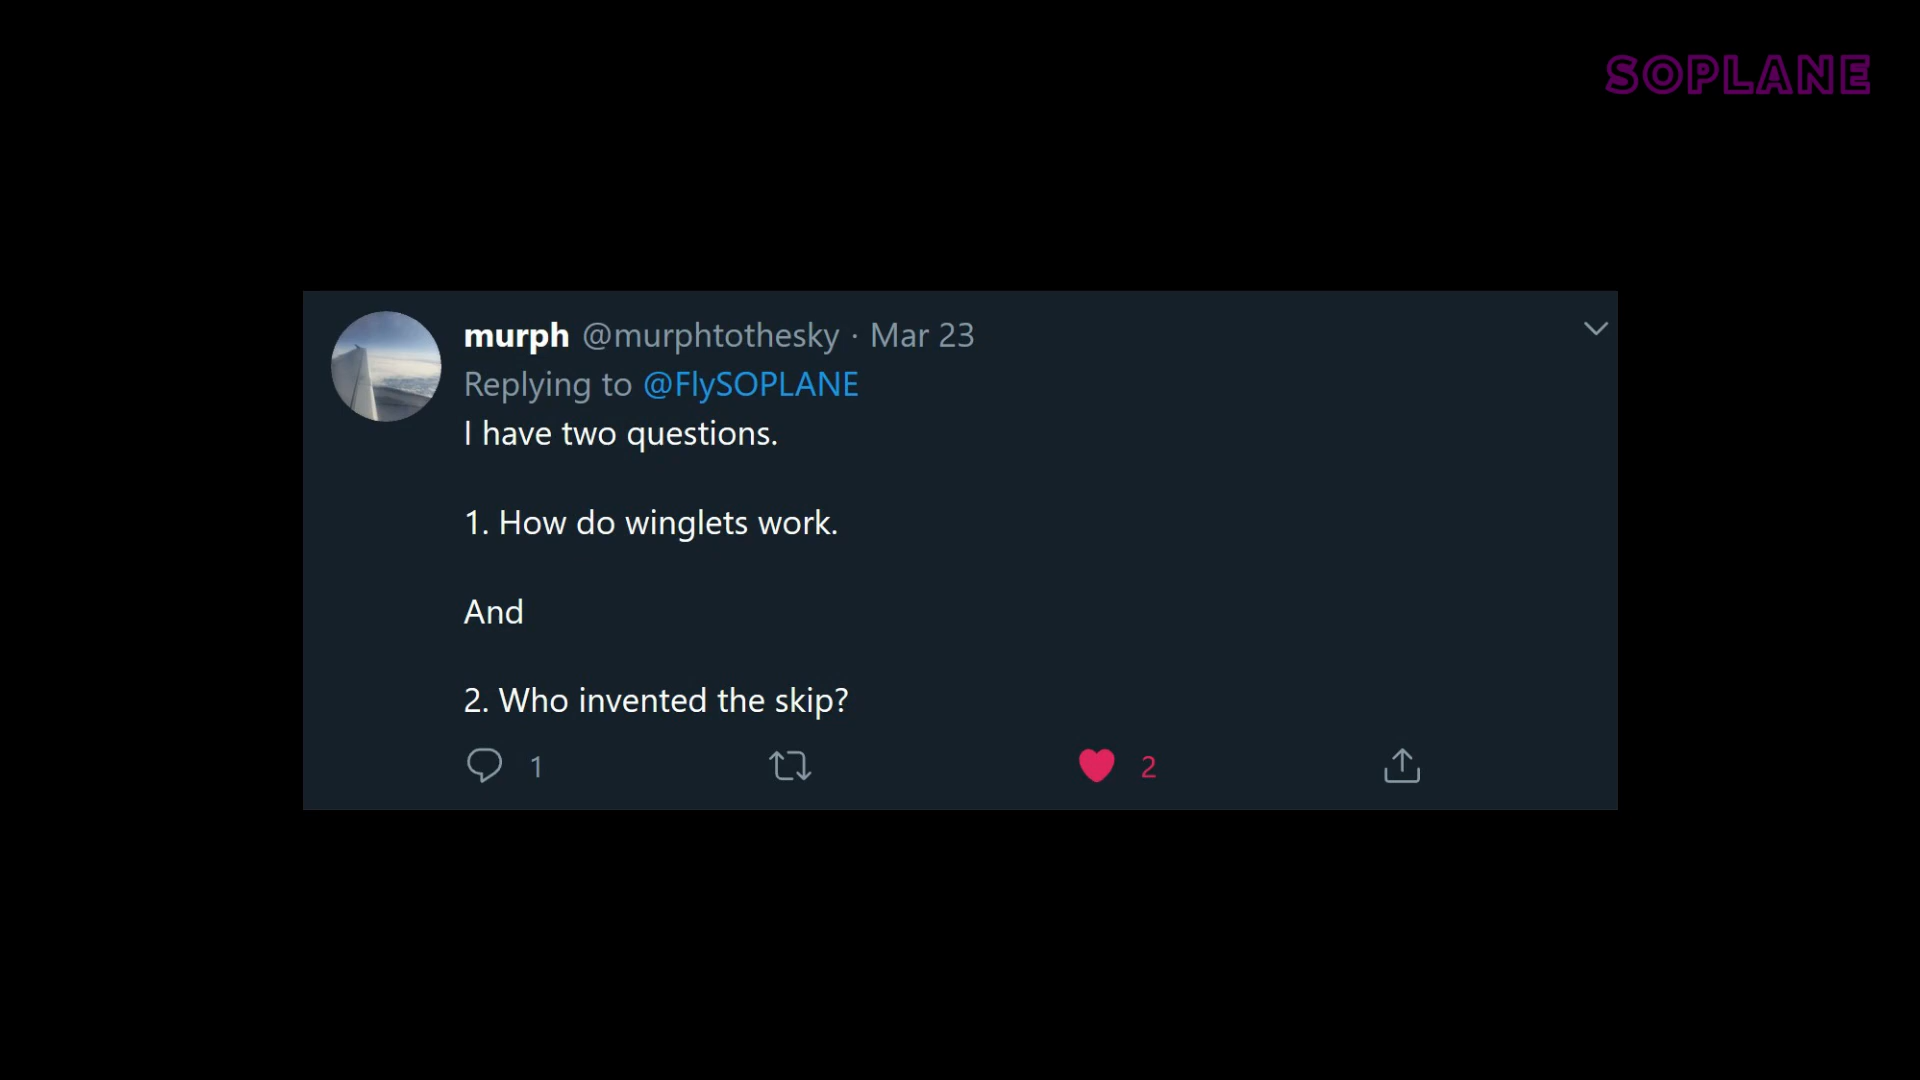 SOPLANE
murph @murphtothesky · Mar 23
Replying to @FlySOPLANE
I have two questions.
1. How do winglets work.
And
2. Who invented the skip?
1
2